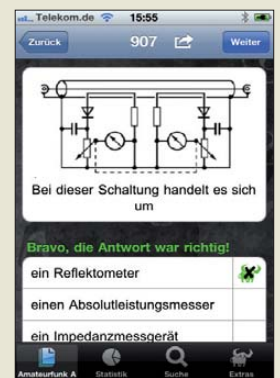 Telekom.de 15:55
Zurück 907 Weiter
Bei dieser Schaltung handelt es sich
um
Bravo, die Antwort war richtig!
ein Reflektometer
einen Absolutleistungsmesser
ein Impedanzmessgerät
Amateurfunk A Statistik Suche Extras